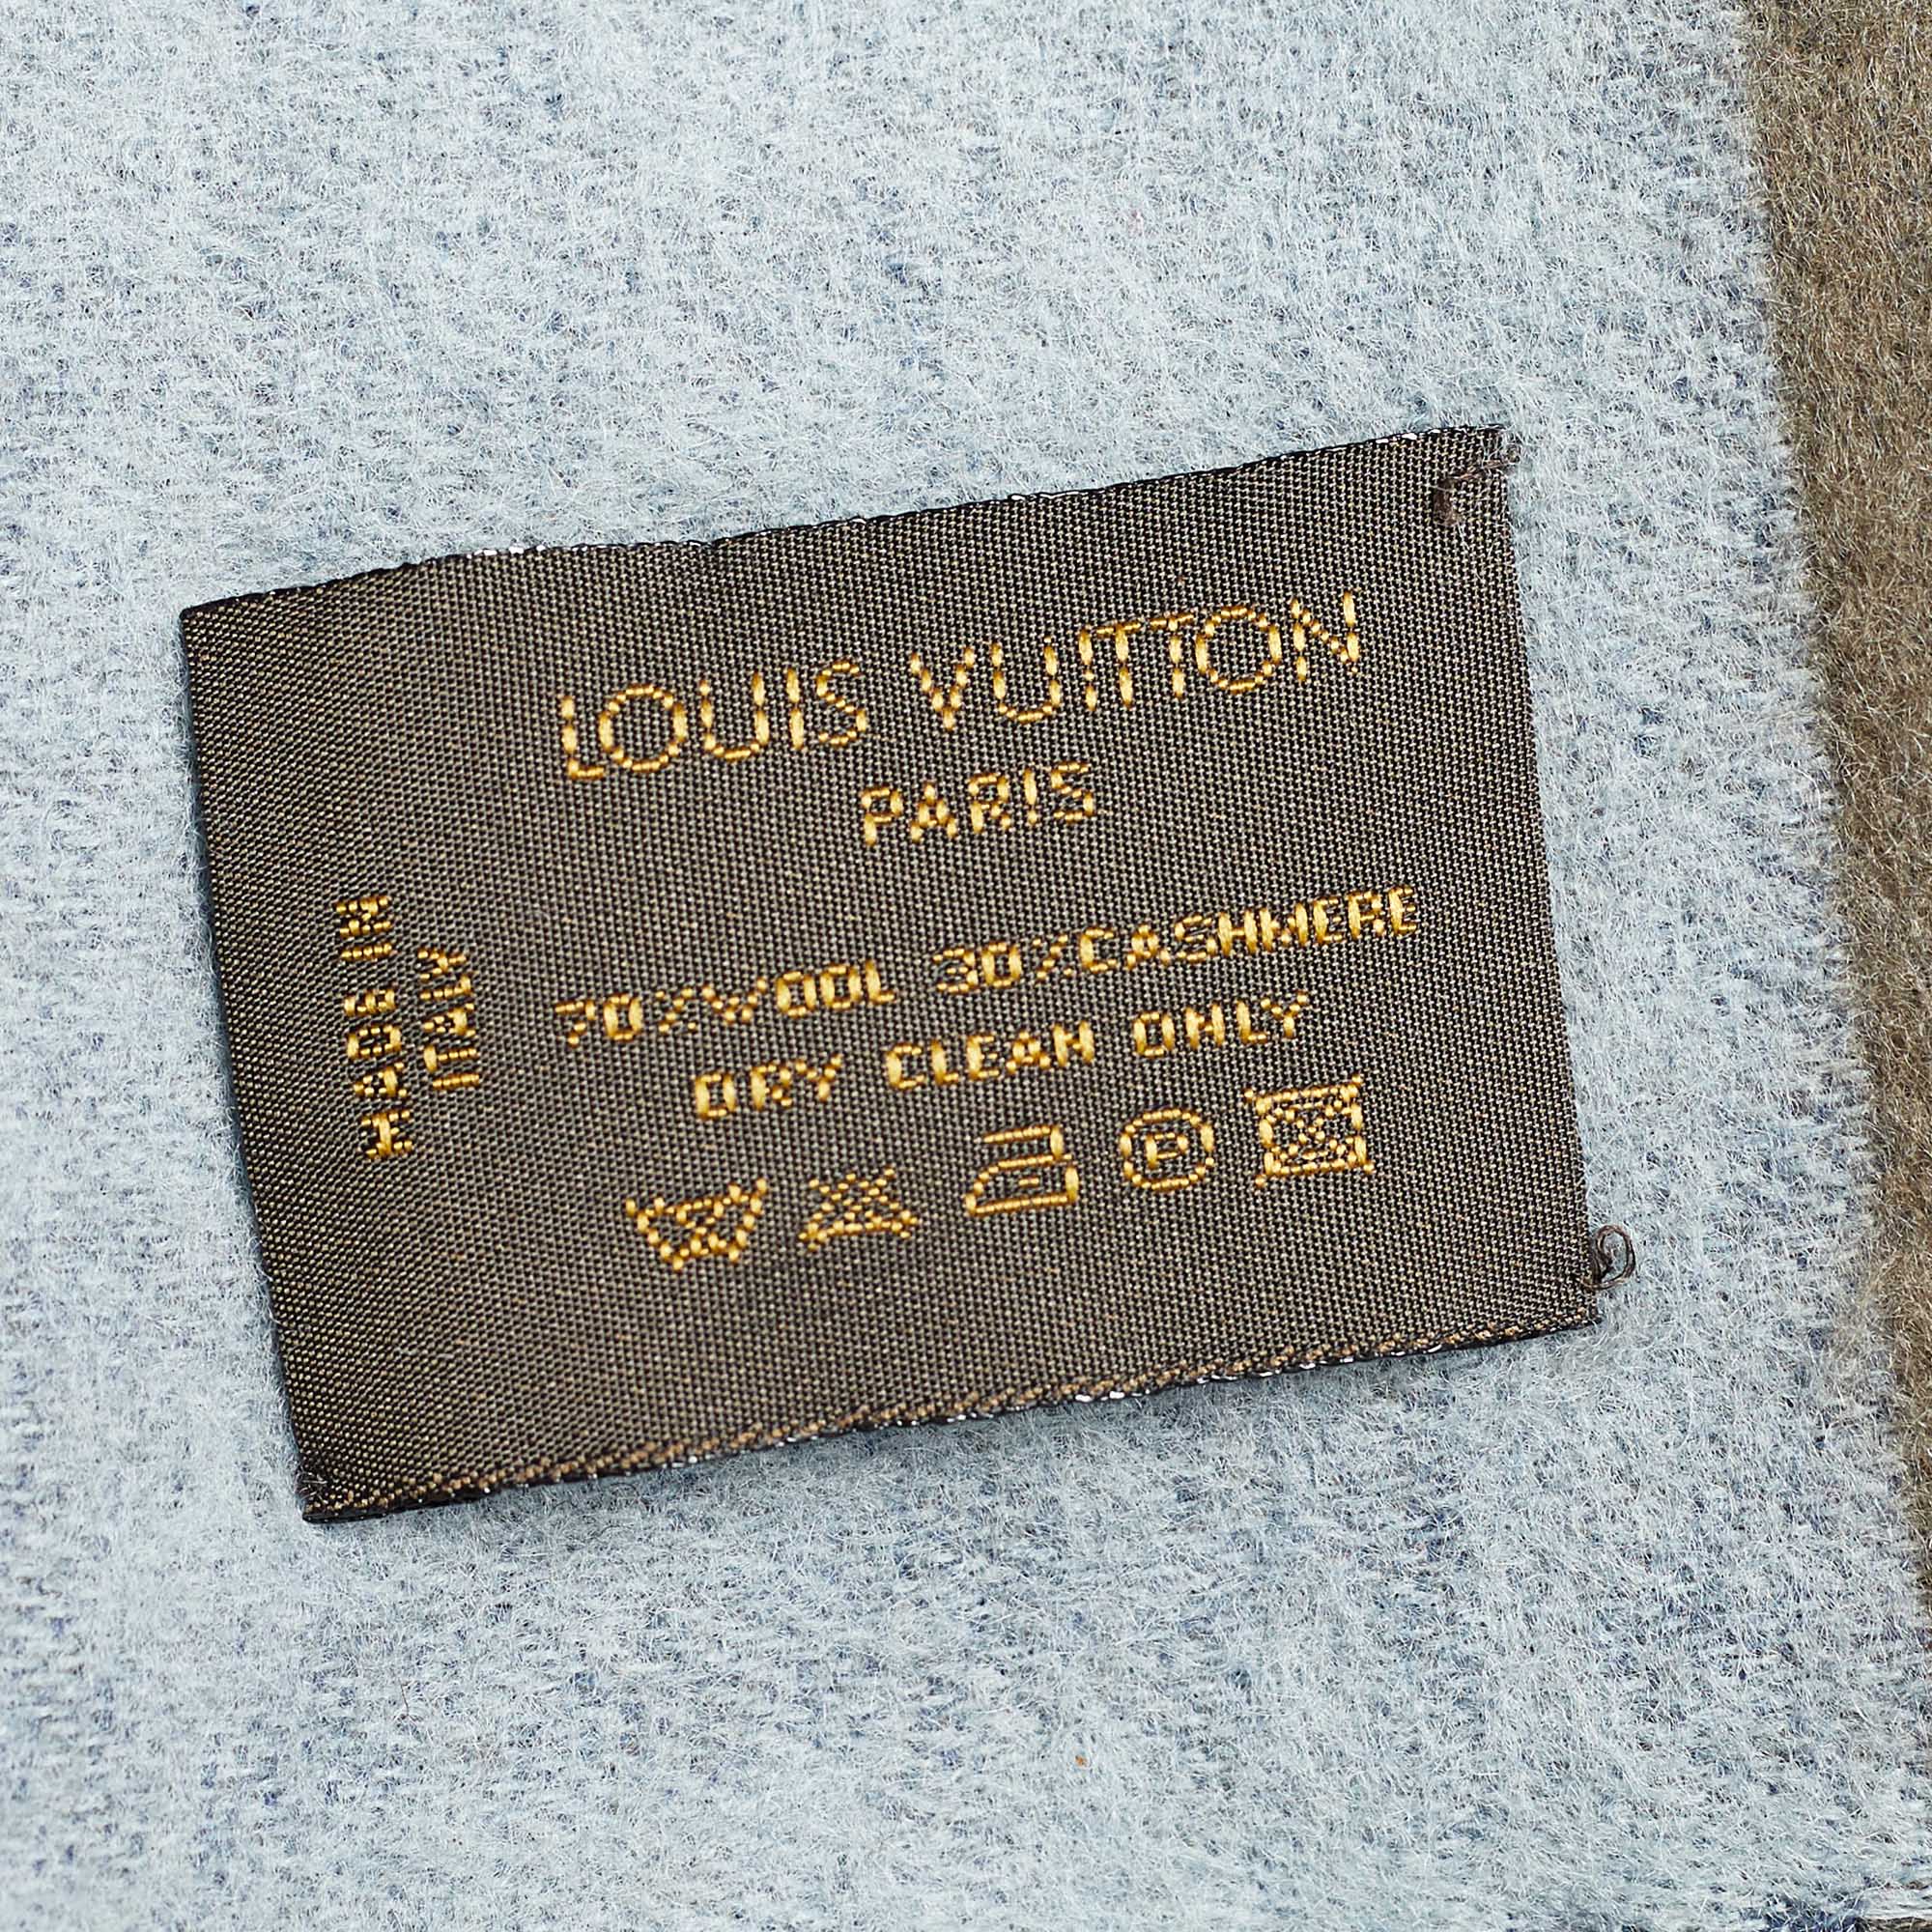 LOUIS VUITTON
PARIS
70%WOOL 30%CASHMERE
DRY CLEAN ONLY
P
MADE IN
ITALY